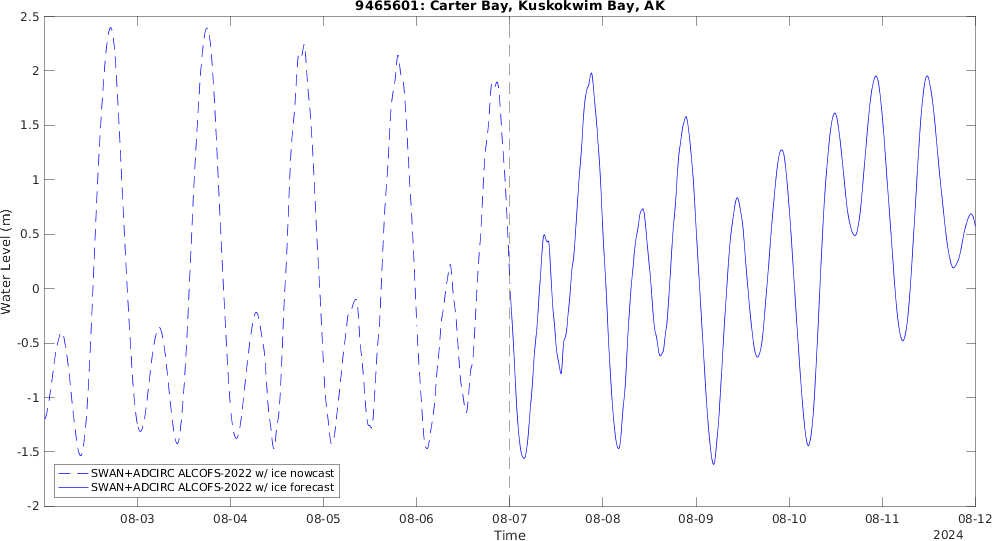 9465601: Carter Bay, Kuskokwim Bay, AK
2.5
2
1.5
1
0.5
0
-0.5
-1
-1.5
-2
Water Level (m)
SWAN+ADCIRC ALCOFS-2022 w/ ice nowcast
SWAN+ADCIRC ALCOFS-2022 w/ ice forecast
08-03 08-04 08-05 08-06 08-07 08-08 08-09 08-10 08-11 08-12
Time
2024